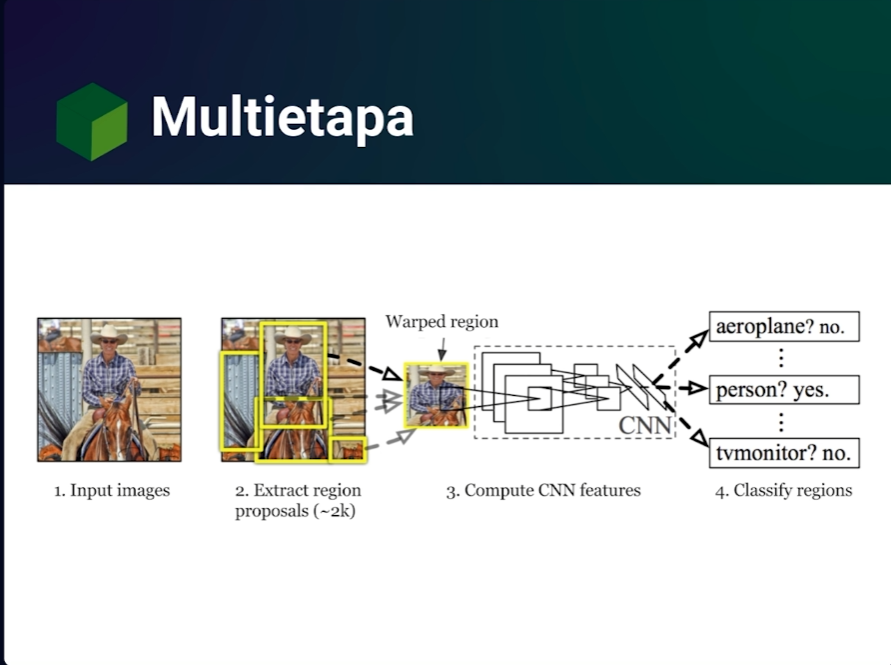 Multietapa
Warped region
aeroplane? no.
person? yes.
CNN
tvmonitor? no.
1. Input images
2. Extract region
proposals (~2k)
3. Compute CNN features
4. Classify regions